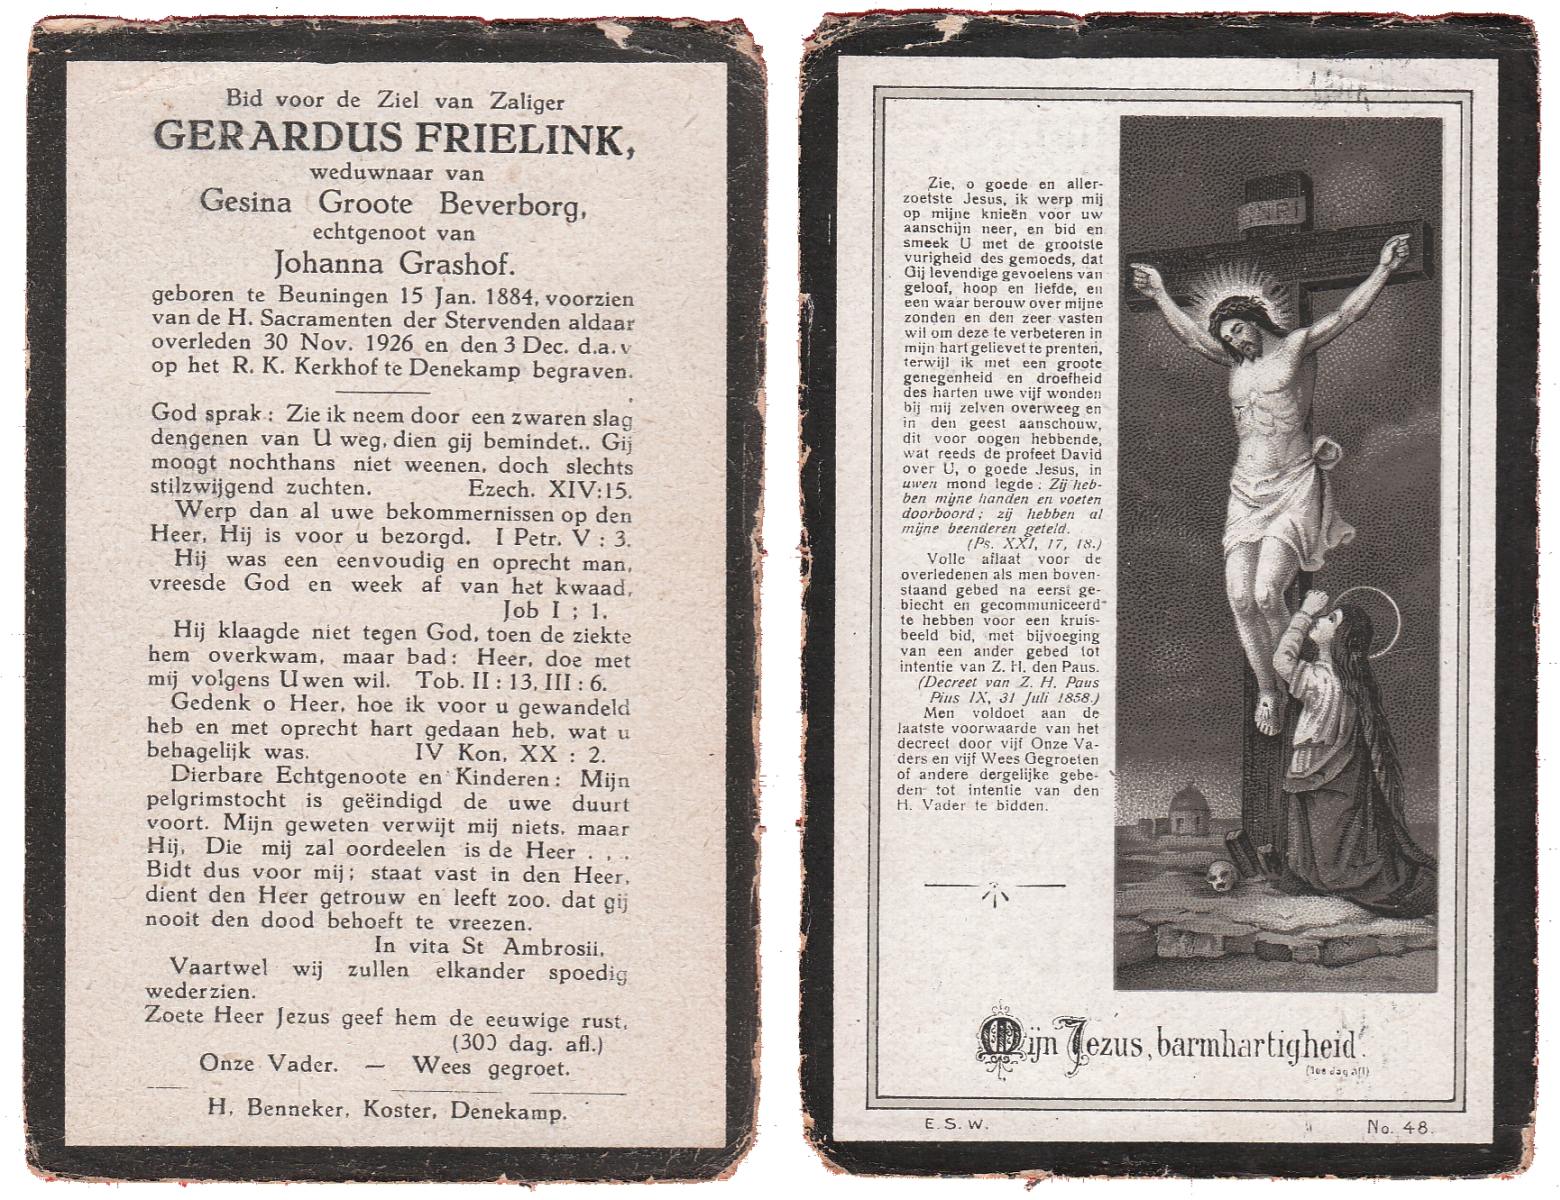 Bid voor de Ziel van Zaliger
GERARDUS FRIELINK,
weduwnaar van
Gesina Groote Beverborg,
echtgenoot van
Johanna Grashof.
geboren te Beuningen 15 Jan. 1884, voorzien
van de H. Sacramenten der Stervenden aldaar
overleden 30 Nov. 1926 en den 3 Dec. d.a.v
op het R. K. Kerkhof te Denekamp begraven.
God sprak: Zie ik neem door een zwaren slag
dengenen van U weg, dien gij bemindet.. Gij
moogt nochthans niet weenen, doch slechts
stilzwijgend zuchten. Ezech. XIV:15.
Werp dan al uwe bekommernissen op den
Heer, Hij is voor u bezorgd. I Petr. V : 3.
Hij was een eenvoudig en oprecht man,
vreesde God en week af van het kwaad,
Job I ; 1.
Hij klaagde niet tegen God, toen de ziekte
hem overkwam, maar bad: Heer, doe met
mij volgens Uwen wil. Tob. II : 13, III : 6.
Gedenk o Heer, hoe ik voor u gewandeld
heb en met oprecht hart gedaan heb, wat u
behagelijk was. IV Kon, XX : 2.
Dierbare Echtgenoote en Kinderen: Mijn
pelgrimstocht is geëindigd de uwe duurt
voort. Mijn geweten verwijt mij niets, maar
Hij, Die mij zal oordeelen is de Heer . . .
Bidt dus voor mij; staat vast in den Heer,
dient den Heer getrouw en leeft zoo, dat gij
nooit den dood behoeft te vreezen.
In vita St Ambrosii,
Vaartwel wij zullen elkander spoedig
wederzien.
Zoete Heer Jezus geef hem de eeuwige rust,
(300 dag. afl.)
Onze Vader. — Wees gegroet.
H. Benneker, Koster, Denekamp.
Zie, o goede en aller-
zoetste Jesus, ik werp mij
op mijne knieën voor uw
aanschijn neer, en bid en
smeek U met de grootste
vurigheid des gemoeds, dat
Gij levendige gevoelens van
geloof, hoop en liefde, en
een waar berouw over mijne
zonden en den zeer vasten
wil om deze te verbeteren in
mijn hart gelievet te prenten,
terwijl ik met een groote
genegenheid en droefheid
des harten uwe vijf wonden
bij mij zelven overweeg en
in den geest aanschouw,
dit voor oogen hebbende,
wat reeds de profeet David
over U, o goede Jesus, in
uwen mond legde: Zij heb-
ben mijne handen en voeten
doorboord; zij hebben al
mijne beenderen geteld.
(Ps. XXI, 17, 18.)
Volle aflaat voor de
overledenen als men boven-
staand gebed na eerst ge-
biecht en gecommuniceerd
te hebben voor een kruis-
beeld bid, met bijvoeging
van een ander gebed tot
intentie van Z. H. den Paus.
(Decreet van Z. H. Paus
Pius IX, 31 Juli 1858.)
Men voldoet aan de
laatste voorwaarde van het
decreet door vijf Onze Va-
ders en vijf Wees Gegroeten
of andere dergelijke gebe-
den tot intentie van den
H. Vader te bidden.
INRI
Mijn Jezus, barmhartigheid.
(100 dag afl)
E. S. W. No. 48.